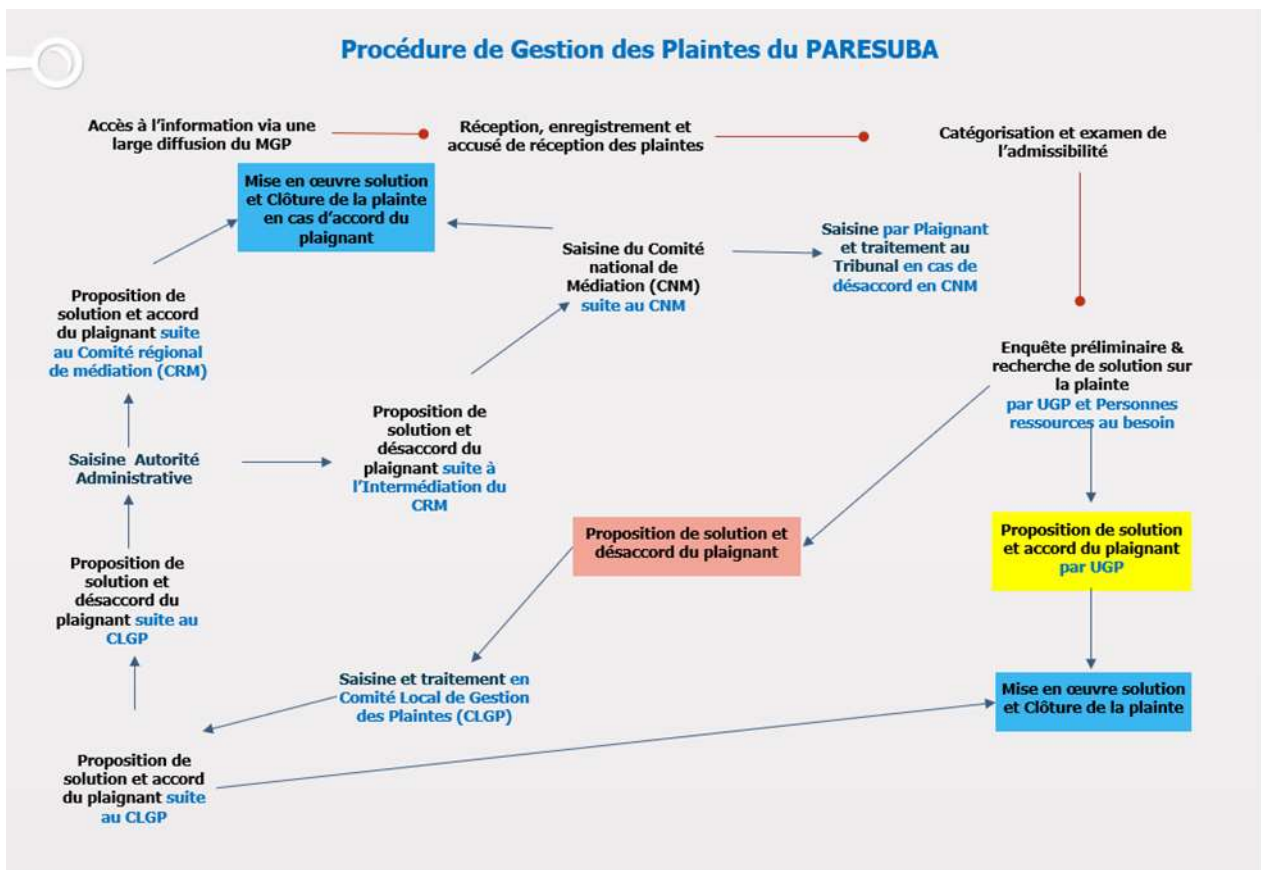 Procédure de Gestion des Plaintes du PARESUBA
Accès à l'information via une
large diffusion du MGP
Réception, enregistrement et
accusé de réception des plaintes
Catégorisation et examen de
l'admissibilité
Mise en œuvre solution
et Clôture de la plainte
en cas d'accord du
plaignant
Saisine du Comité
national de
Médiation (CNM)
suite au CNM
Saisine par Plaignant
et traitement au
Tribunal en cas de
désaccord en CNM
Proposition de
solution et accord
du plaignant suite
au Comité régional
de médiation (CRM)
Enquête préliminaire &
recherche de solution sur
la plainte
par UGP et Personnes
ressources au besoin
Proposition de
solution et
désaccord du
plaignant suite à
l'Intermédiation du
CRM
Saisine Autorité
Administrative
Proposition de solution et
désaccord du plaignant
Proposition de solution
et accord du plaignant
par UGP
Proposition de
solution et
désaccord du
plaignant suite au
CLGP
Saisine et traitement en
Comité Local de Gestion
des Plaintes (CLGP)
Mise en œuvre solution
et Clôture de la plainte
Proposition de
solution et accord
du plaignant suite
au CLGP